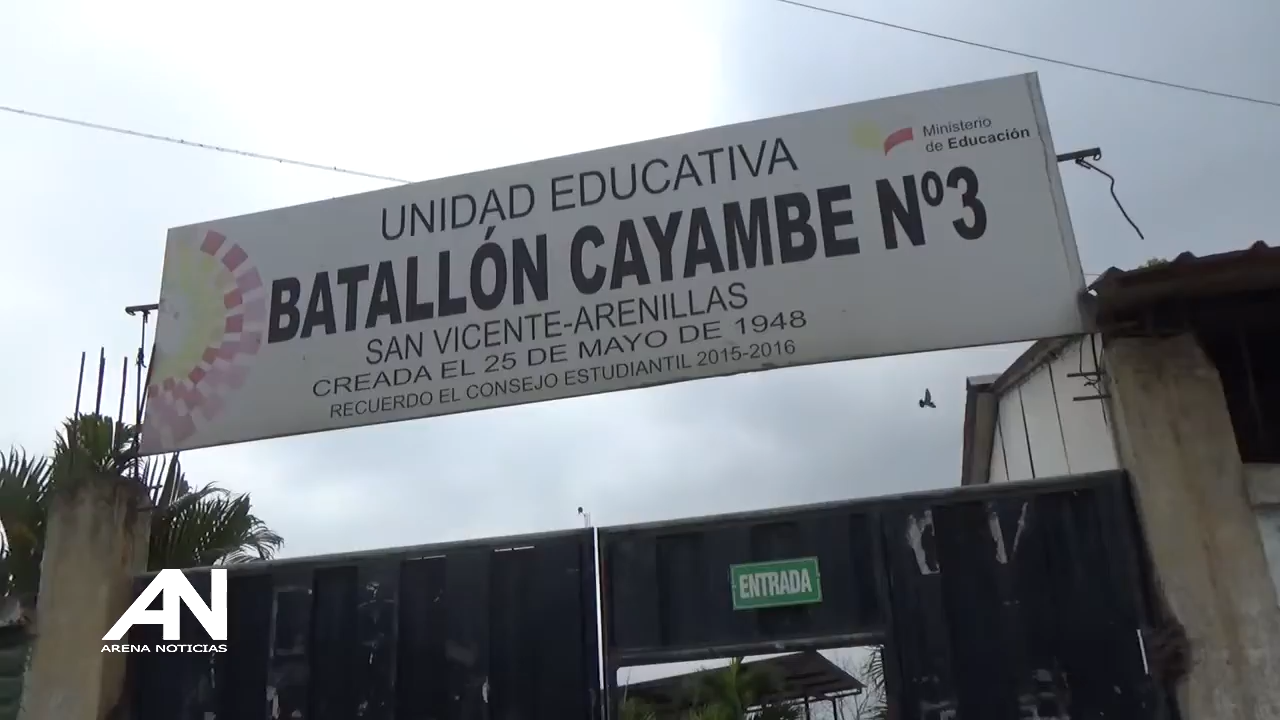 Ministerio
de Educación
UNIDAD EDUCATIVA
BATALLÓN CAYAMBE Nº3
SAN VICENTE-ARENILLAS
CREADA EL 25 DE MAYO DE 1948
RECUERDO EL CONSEJO ESTUDIANTIL 2015-2016
ENTRADA
AN
ARENA NOTICIAS